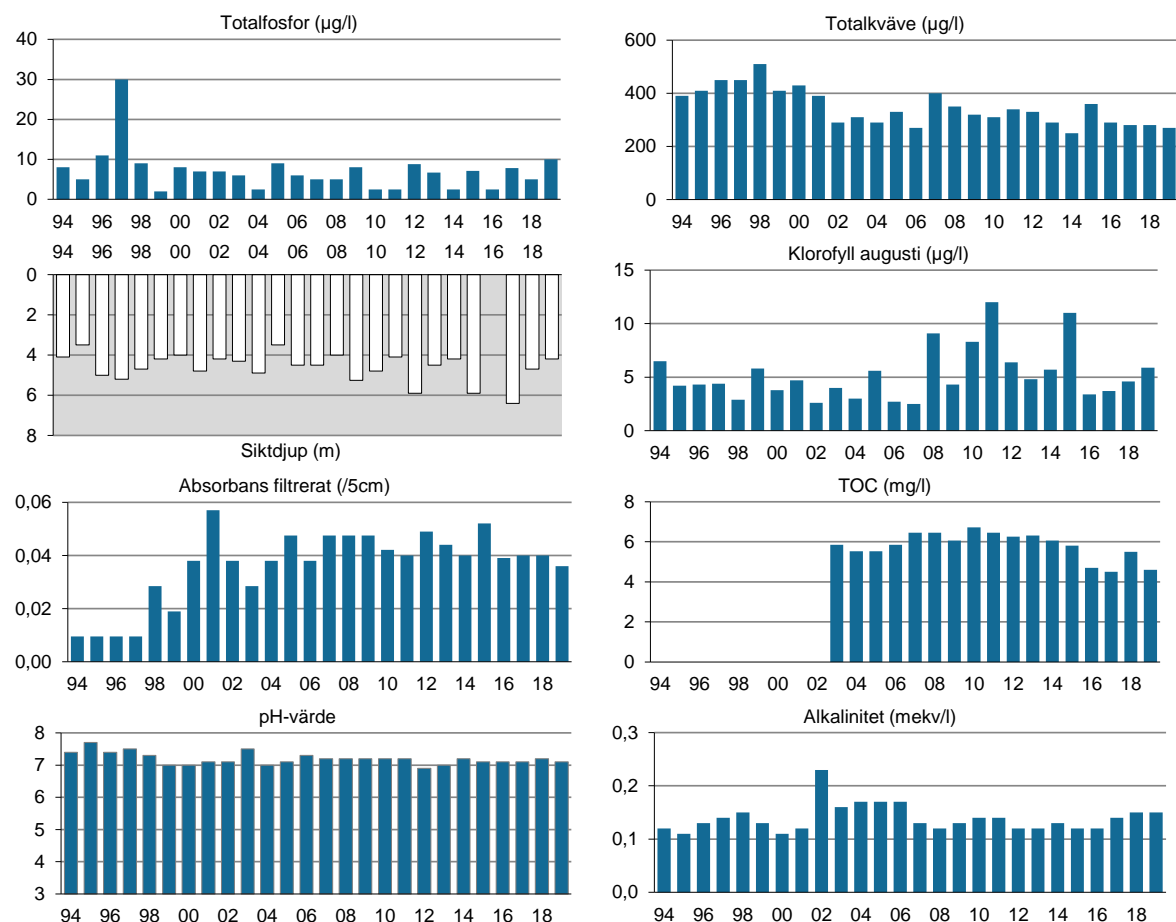 Totalfosfor (µg/l)
40
30
20
10
0
94 96 98 00 02 04 06 08 10 12 14 16 18
Totalkväve (µg/l)
600
400
200
0
94 96 98 00 02 04 06 08 10 12 14 16 18
94 96 98 00 02 04 06 08 10 12 14 16 18
0
2
4
6
8
Siktdjup (m)
Klorofyll augusti (µg/l)
15
10
5
0
94 96 98 00 02 04 06 08 10 12 14 16 18
Absorbans filtrerat (/5cm)
0,06
0,04
0,02
0,00
94 96 98 00 02 04 06 08 10 12 14 16 18
TOC (mg/l)
8
6
4
2
0
94 96 98 00 02 04 06 08 10 12 14 16 18
pH-värde
8
7
6
5
4
3
94 96 98 00 02 04 06 08 10 12 14 16 18
Alkalinitet (mekv/l)
0,3
0,2
0,1
0,0
94 96 98 00 02 04 06 08 10 12 14 16 18